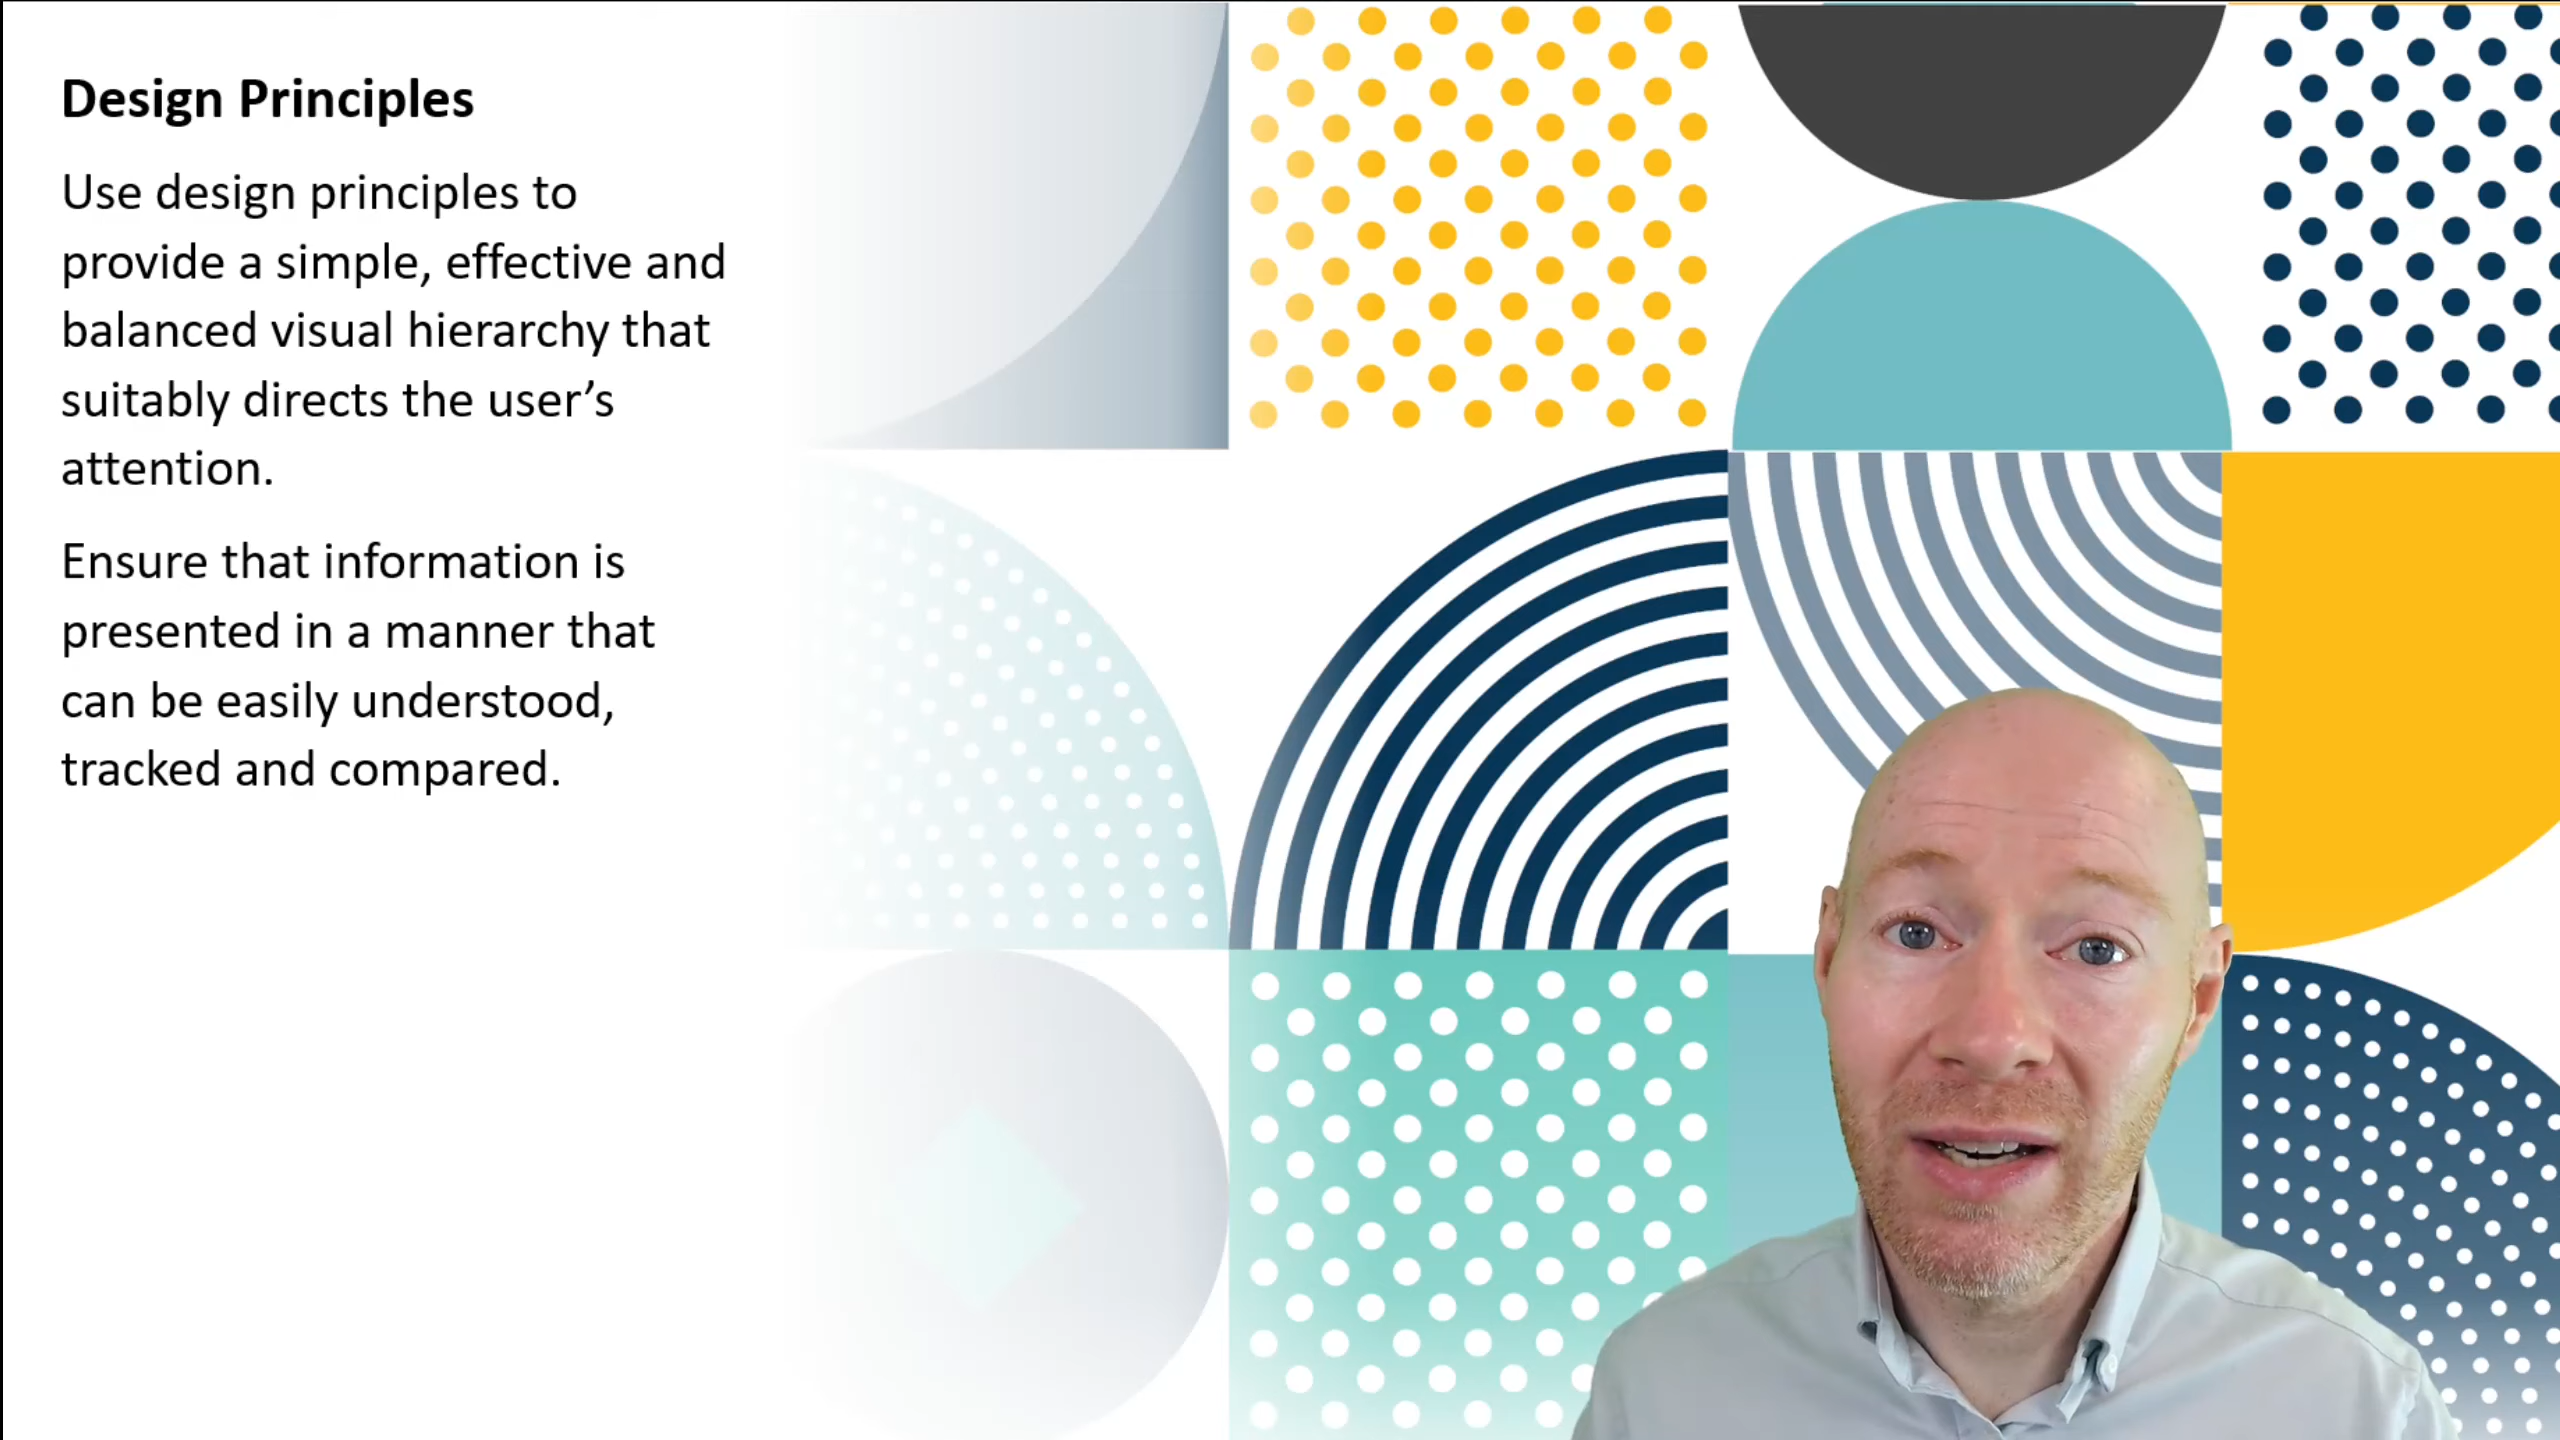 Design Principles
Use design principles to
provide a simple, effective and
balanced visual hierarchy that
suitably directs the user’s
attention.
Ensure that information is
presented in a manner that
can be easily understood,
tracked and compared.